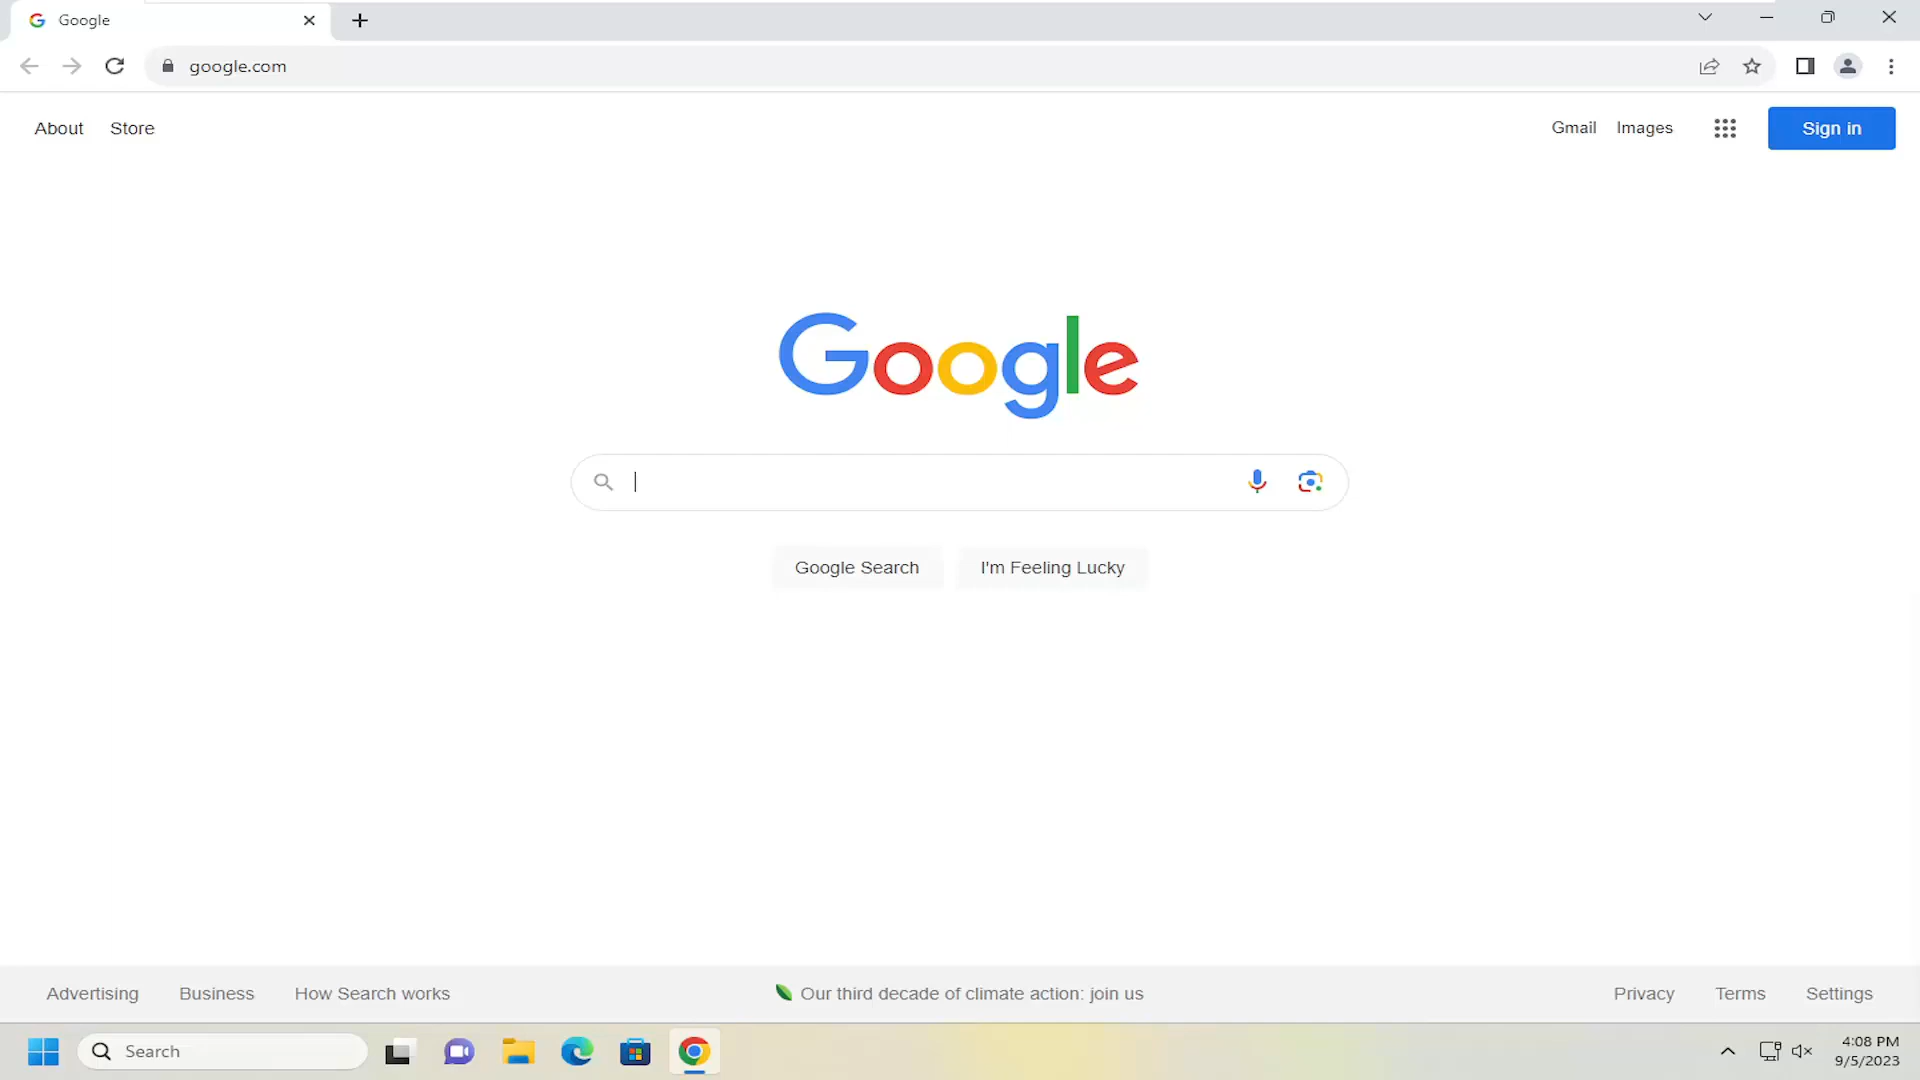 Google
google.com
About Store Gmail Images Sign in
Google
Google Search I'm Feeling Lucky
Advertising Business How Search works Our third decade of climate action: join us Privacy Terms Settings
Search 4:08 PM
9/5/2023